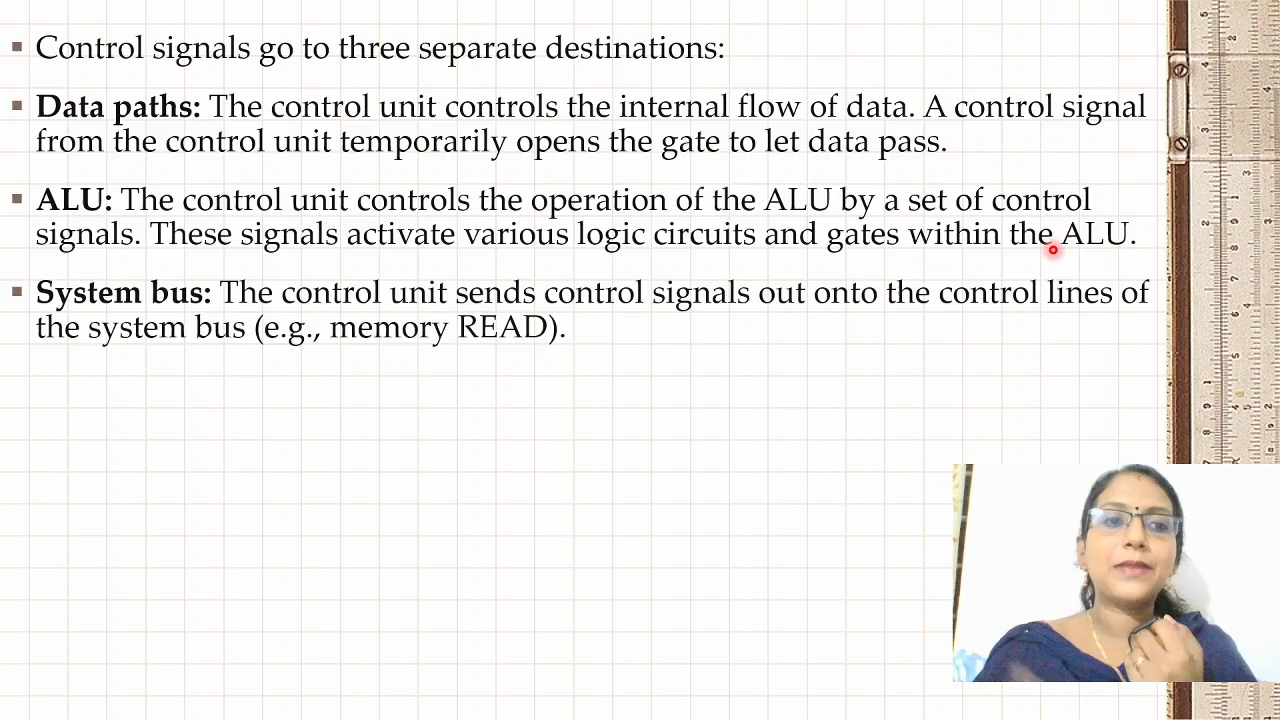 ▪ Control signals go to three separate destinations:
▪ Data paths: The control unit controls the internal flow of data. A control signal
from the control unit temporarily opens the gate to let data pass.
▪ ALU: The control unit controls the operation of the ALU by a set of control
signals. These signals activate various logic circuits and gates within the ALU.
▪ System bus: The control unit sends control signals out onto the control lines of
the system bus (e.g., memory READ).